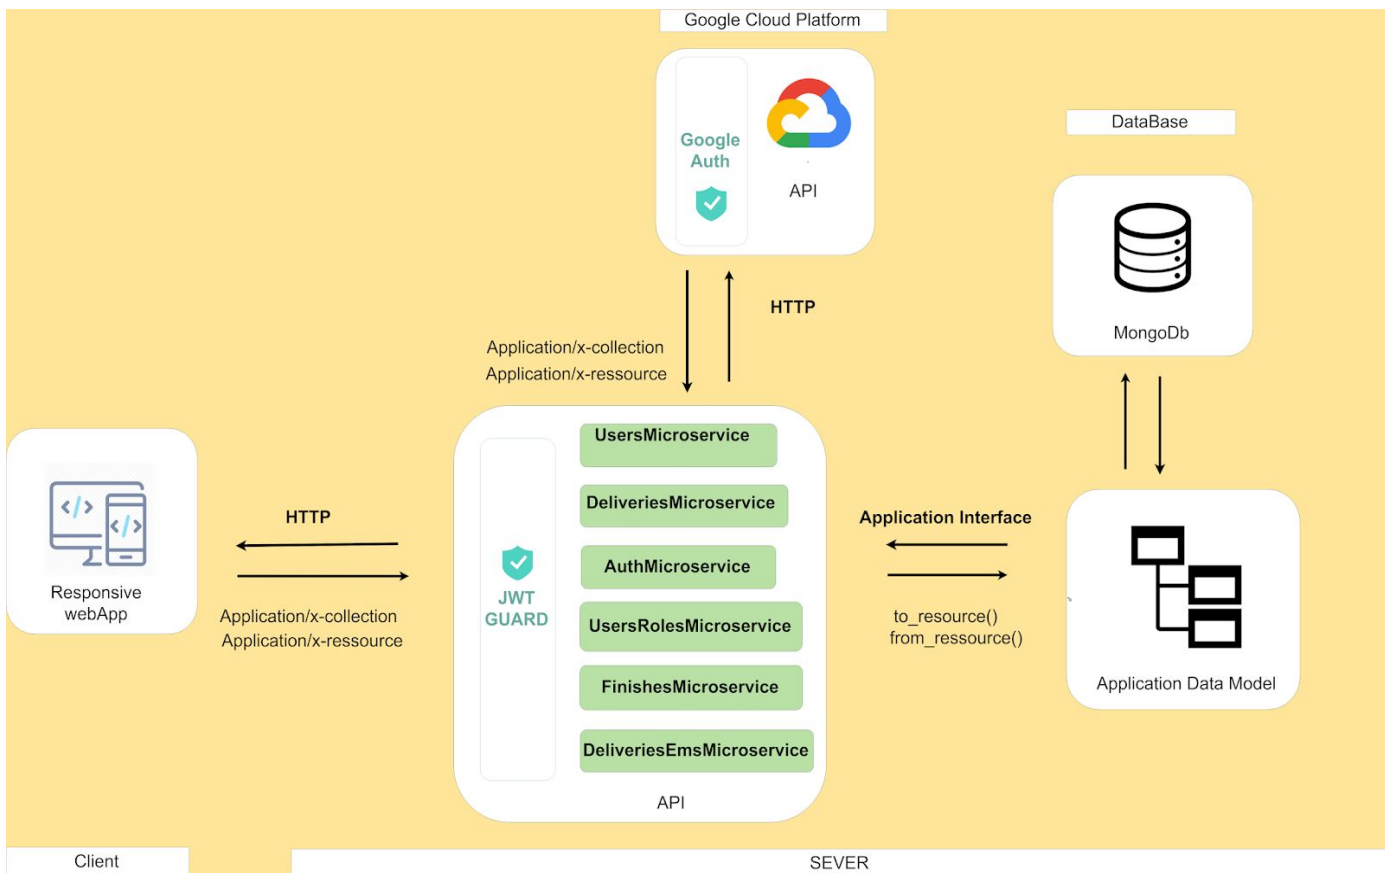 Google Cloud Platform
Google
Auth
API
DataBase
MongoDb
HTTP
Application/x-collection
Application/x-ressource
UsersMicroservice
DeliveriesMicroservice
AuthMicroservice
UsersRolesMicroservice
FinishesMicroservice
DeliveriesEmsMicroservice
JWT
GUARD
API
HTTP
Application/x-collection
Application/x-ressource
</> </>
Responsive
webApp
Application Interface
to_resource()
from_ressource()
Application Data Model
Client
SEVER